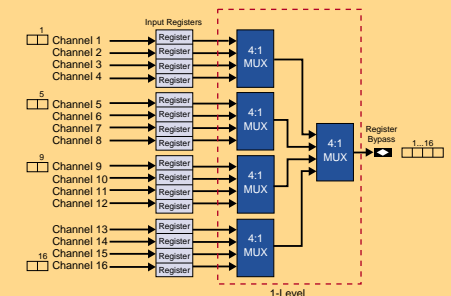 Input Registers
1
Channel 1 Register
Channel 2 Register
Channel 3 Register
Channel 4 Register
4:1
MUX
5
Channel 5 Register
Channel 6 Register
Channel 7 Register
Channel 8 Register
4:1
MUX
9
Channel 9 Register
Channel 10 Register
Channel 11 Register
Channel 12 Register
4:1
MUX
Channel 13 Register
Channel 14 Register
Channel 15 Register
16
Channel 16 Register
4:1
MUX
4:1
MUX
Register
Bypass
1...16
1-Level